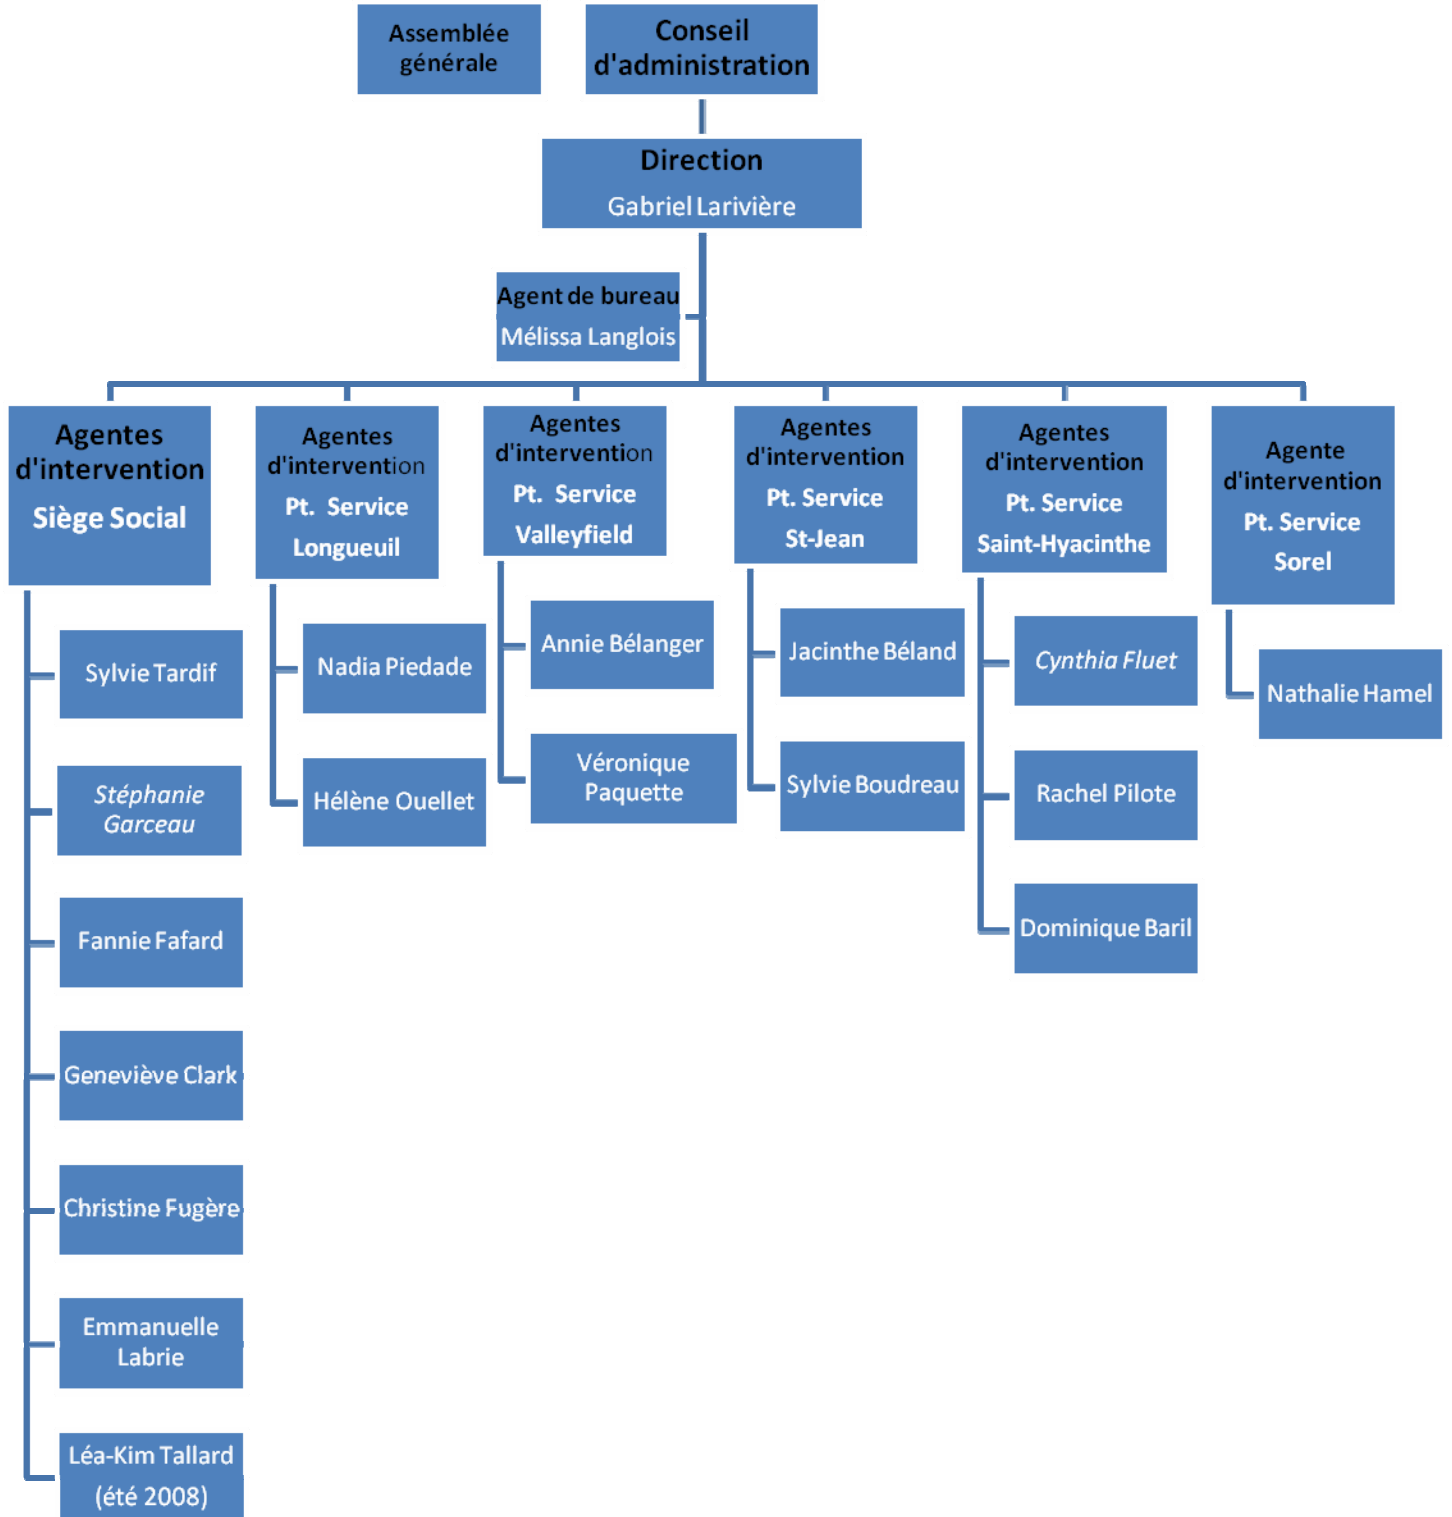 Assemblée
générale
Conseil
d'administration
Direction
Gabriel Larivière
Agent de bureau
Mélissa Langlois
Agentes
d'intervention
Siège Social
Sylvie Tardif
Stéphanie
Garceau
Fannie Fafard
Geneviève Clark
Christine Fugère
Emmanuelle
Labrie
Léa-Kim Tallard
(été 2008)
Agentes
d'intervention
Pt. Service
Longueuil
Nadia Piedade
Hélène Ouellet
Agentes
d'intervention
Pt. Service
Valleyfield
Annie Bélanger
Véronique
Paquette
Agentes
d'intervention
Pt. Service
St-Jean
Jacinthe Béland
Sylvie Boudreau
Agentes
d'intervention
Pt. Service
Saint-Hyacinthe
Cynthia Fluet
Rachel Pilote
Dominique Baril
Agente
d'intervention
Pt. Service
Sorel
Nathalie Hamel